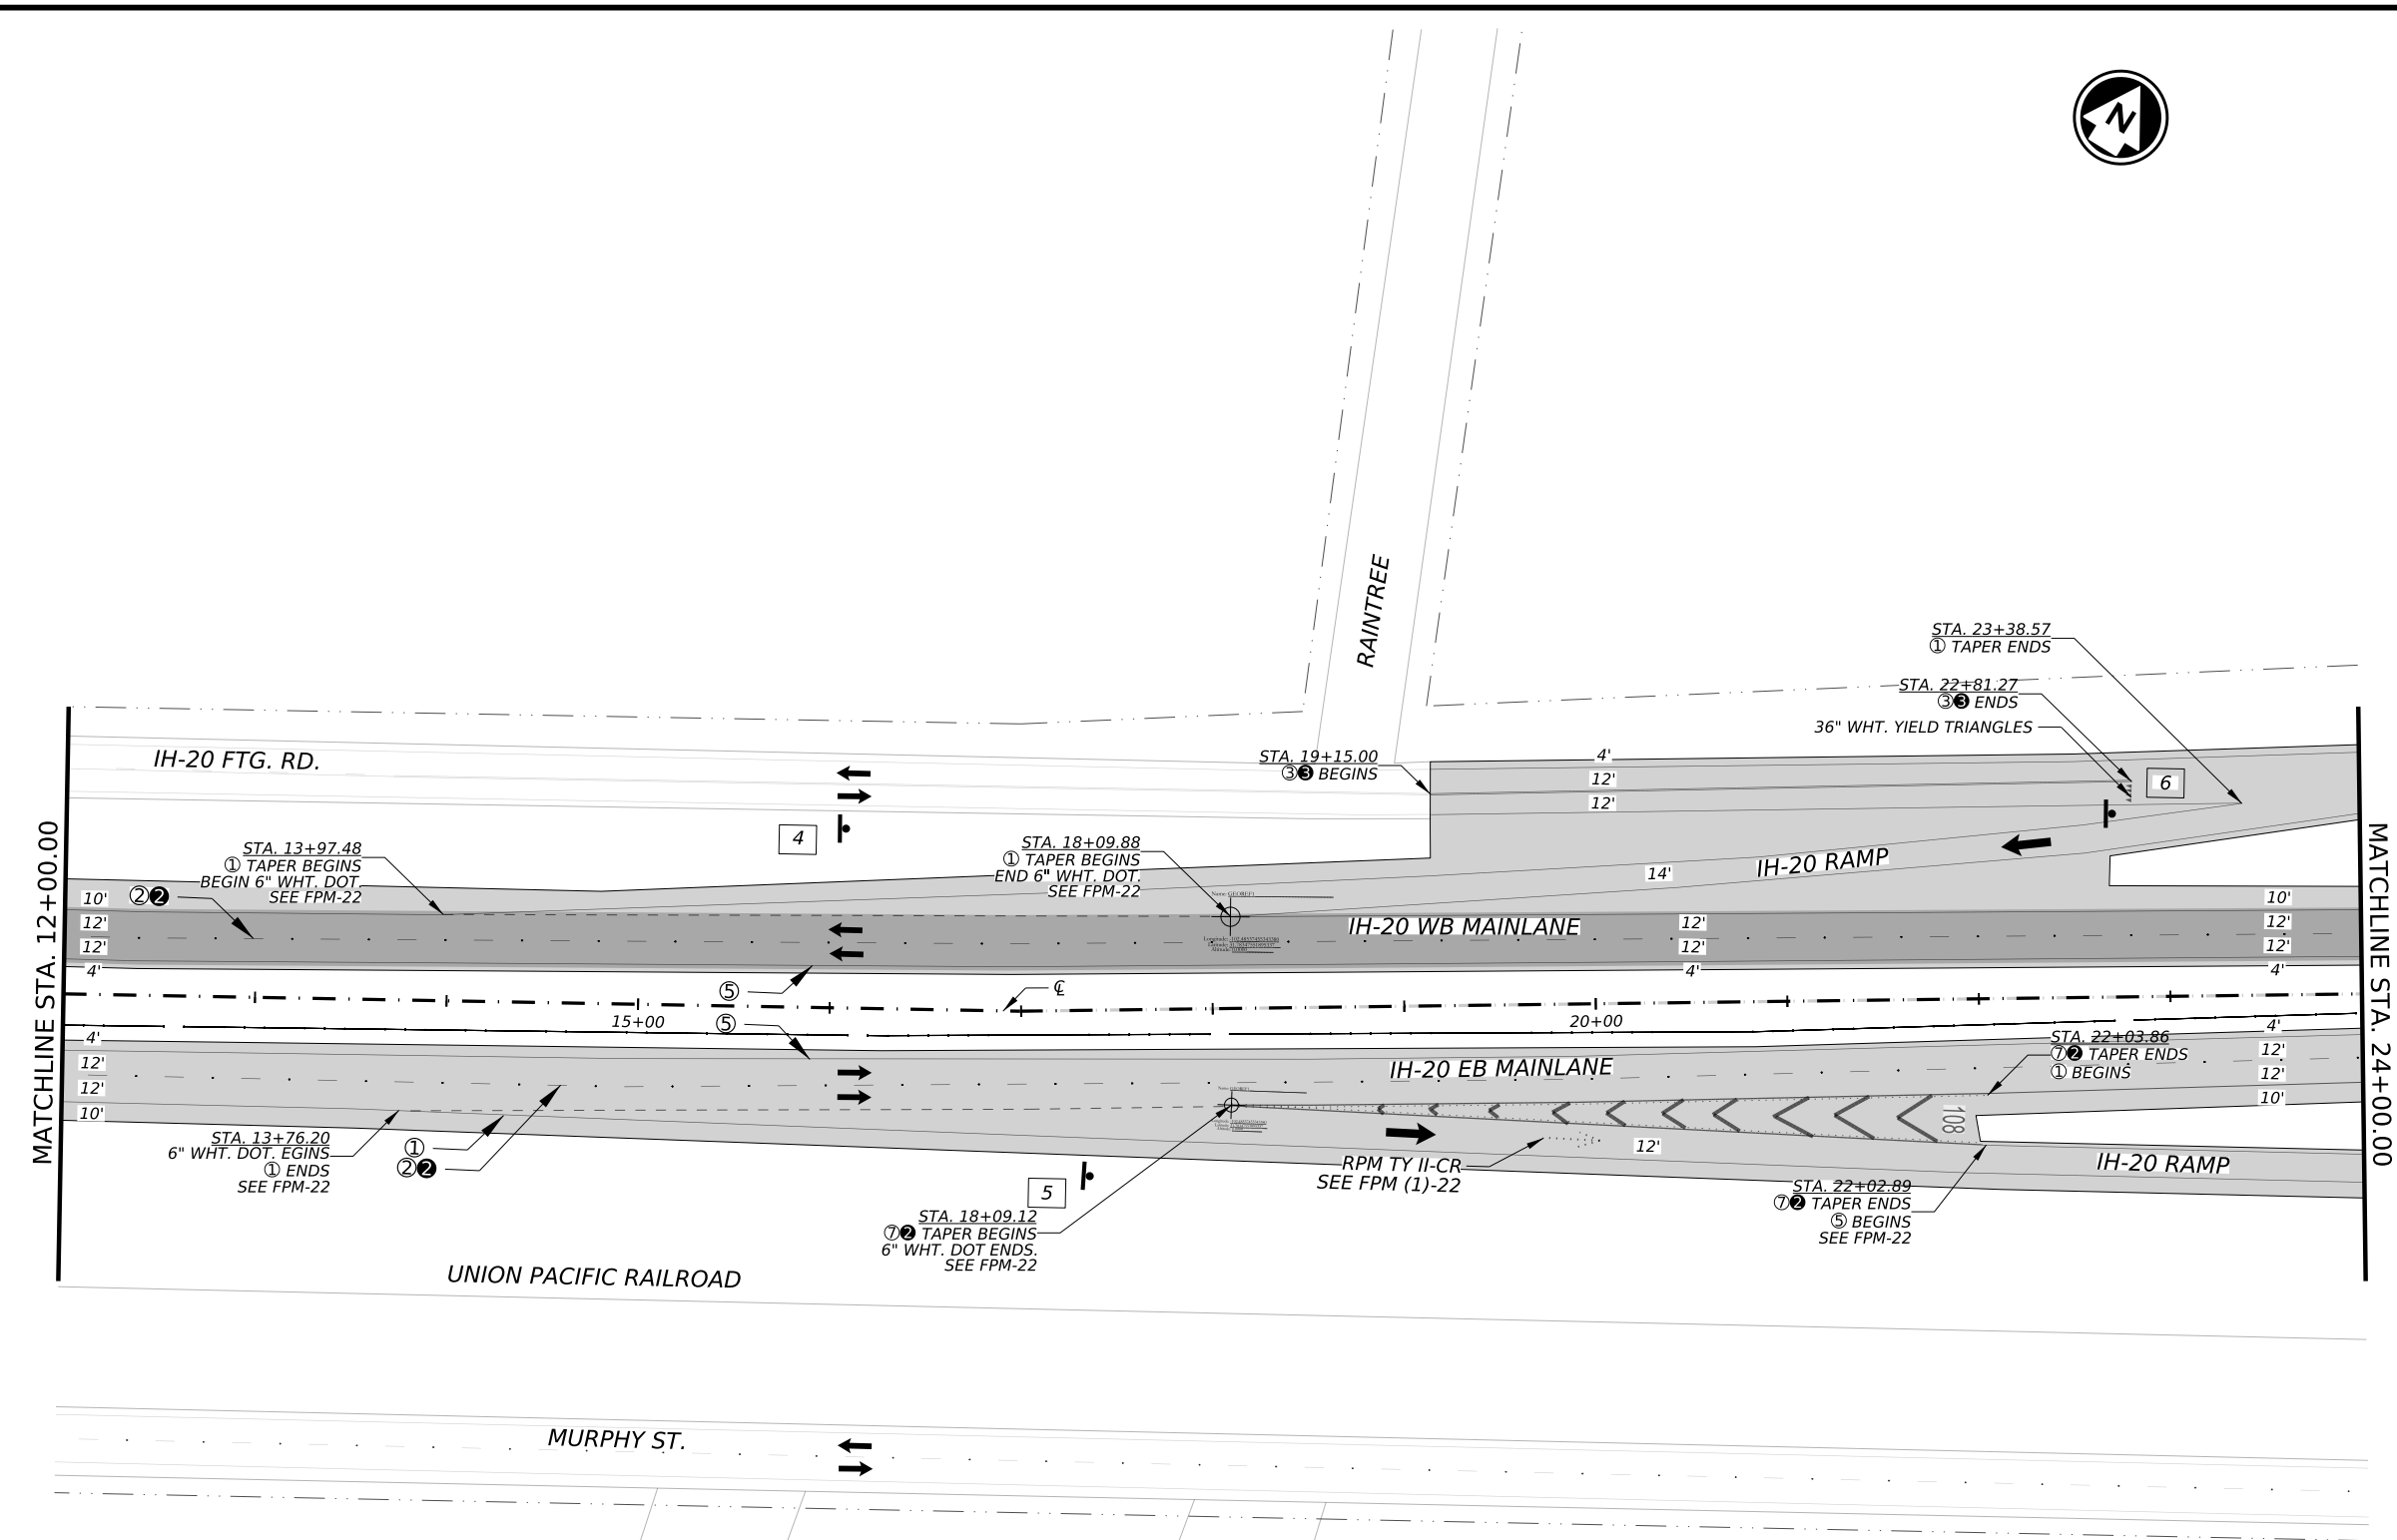 N
RAINTREE
STA. 23+38.57
① TAPER ENDS
STA. 22+81.27
③❸ ENDS
36" WHT. YIELD TRIANGLES
IH-20 FTG. RD.
STA. 19+15.00
③❸ BEGINS
4'
12'
12'
6
4
STA. 13+97.48
① TAPER BEGINS
BEGIN 6" WHT. DOT.
SEE FPM-22
STA. 18+09.88
① TAPER BEGINS
END 6" WHT. DOT.
SEE FPM-22
IH-20 RAMP
14'
②❷
10'
12'
12'
4'
IH-20 WB MAINLANE
12'
12'
4'
10'
12'
12'
4'
MATCHLINE STA. 12+00.00
MATCHLINE STA. 24+00.00
⑤
℄
15+00
⑤
20+00
4'
12'
12'
10'
IH-20 EB MAINLANE
STA. 22+03.86
⑦❷ TAPER ENDS
① BEGINS
4'
12'
12'
10'
108
STA. 13+76.20
6" WHT. DOT. EGINS
① ENDS
SEE FPM-22
①
②❷
12'
RPM TY II-CR
SEE FPM (1)-22
IH-20 RAMP
5
STA. 18+09.12
⑦❷ TAPER BEGINS
6" WHT. DOT ENDS.
SEE FPM-22
STA. 22+02.89
⑦❷ TAPER ENDS
⑤ BEGINS
SEE FPM-22
UNION PACIFIC RAILROAD
MURPHY ST.